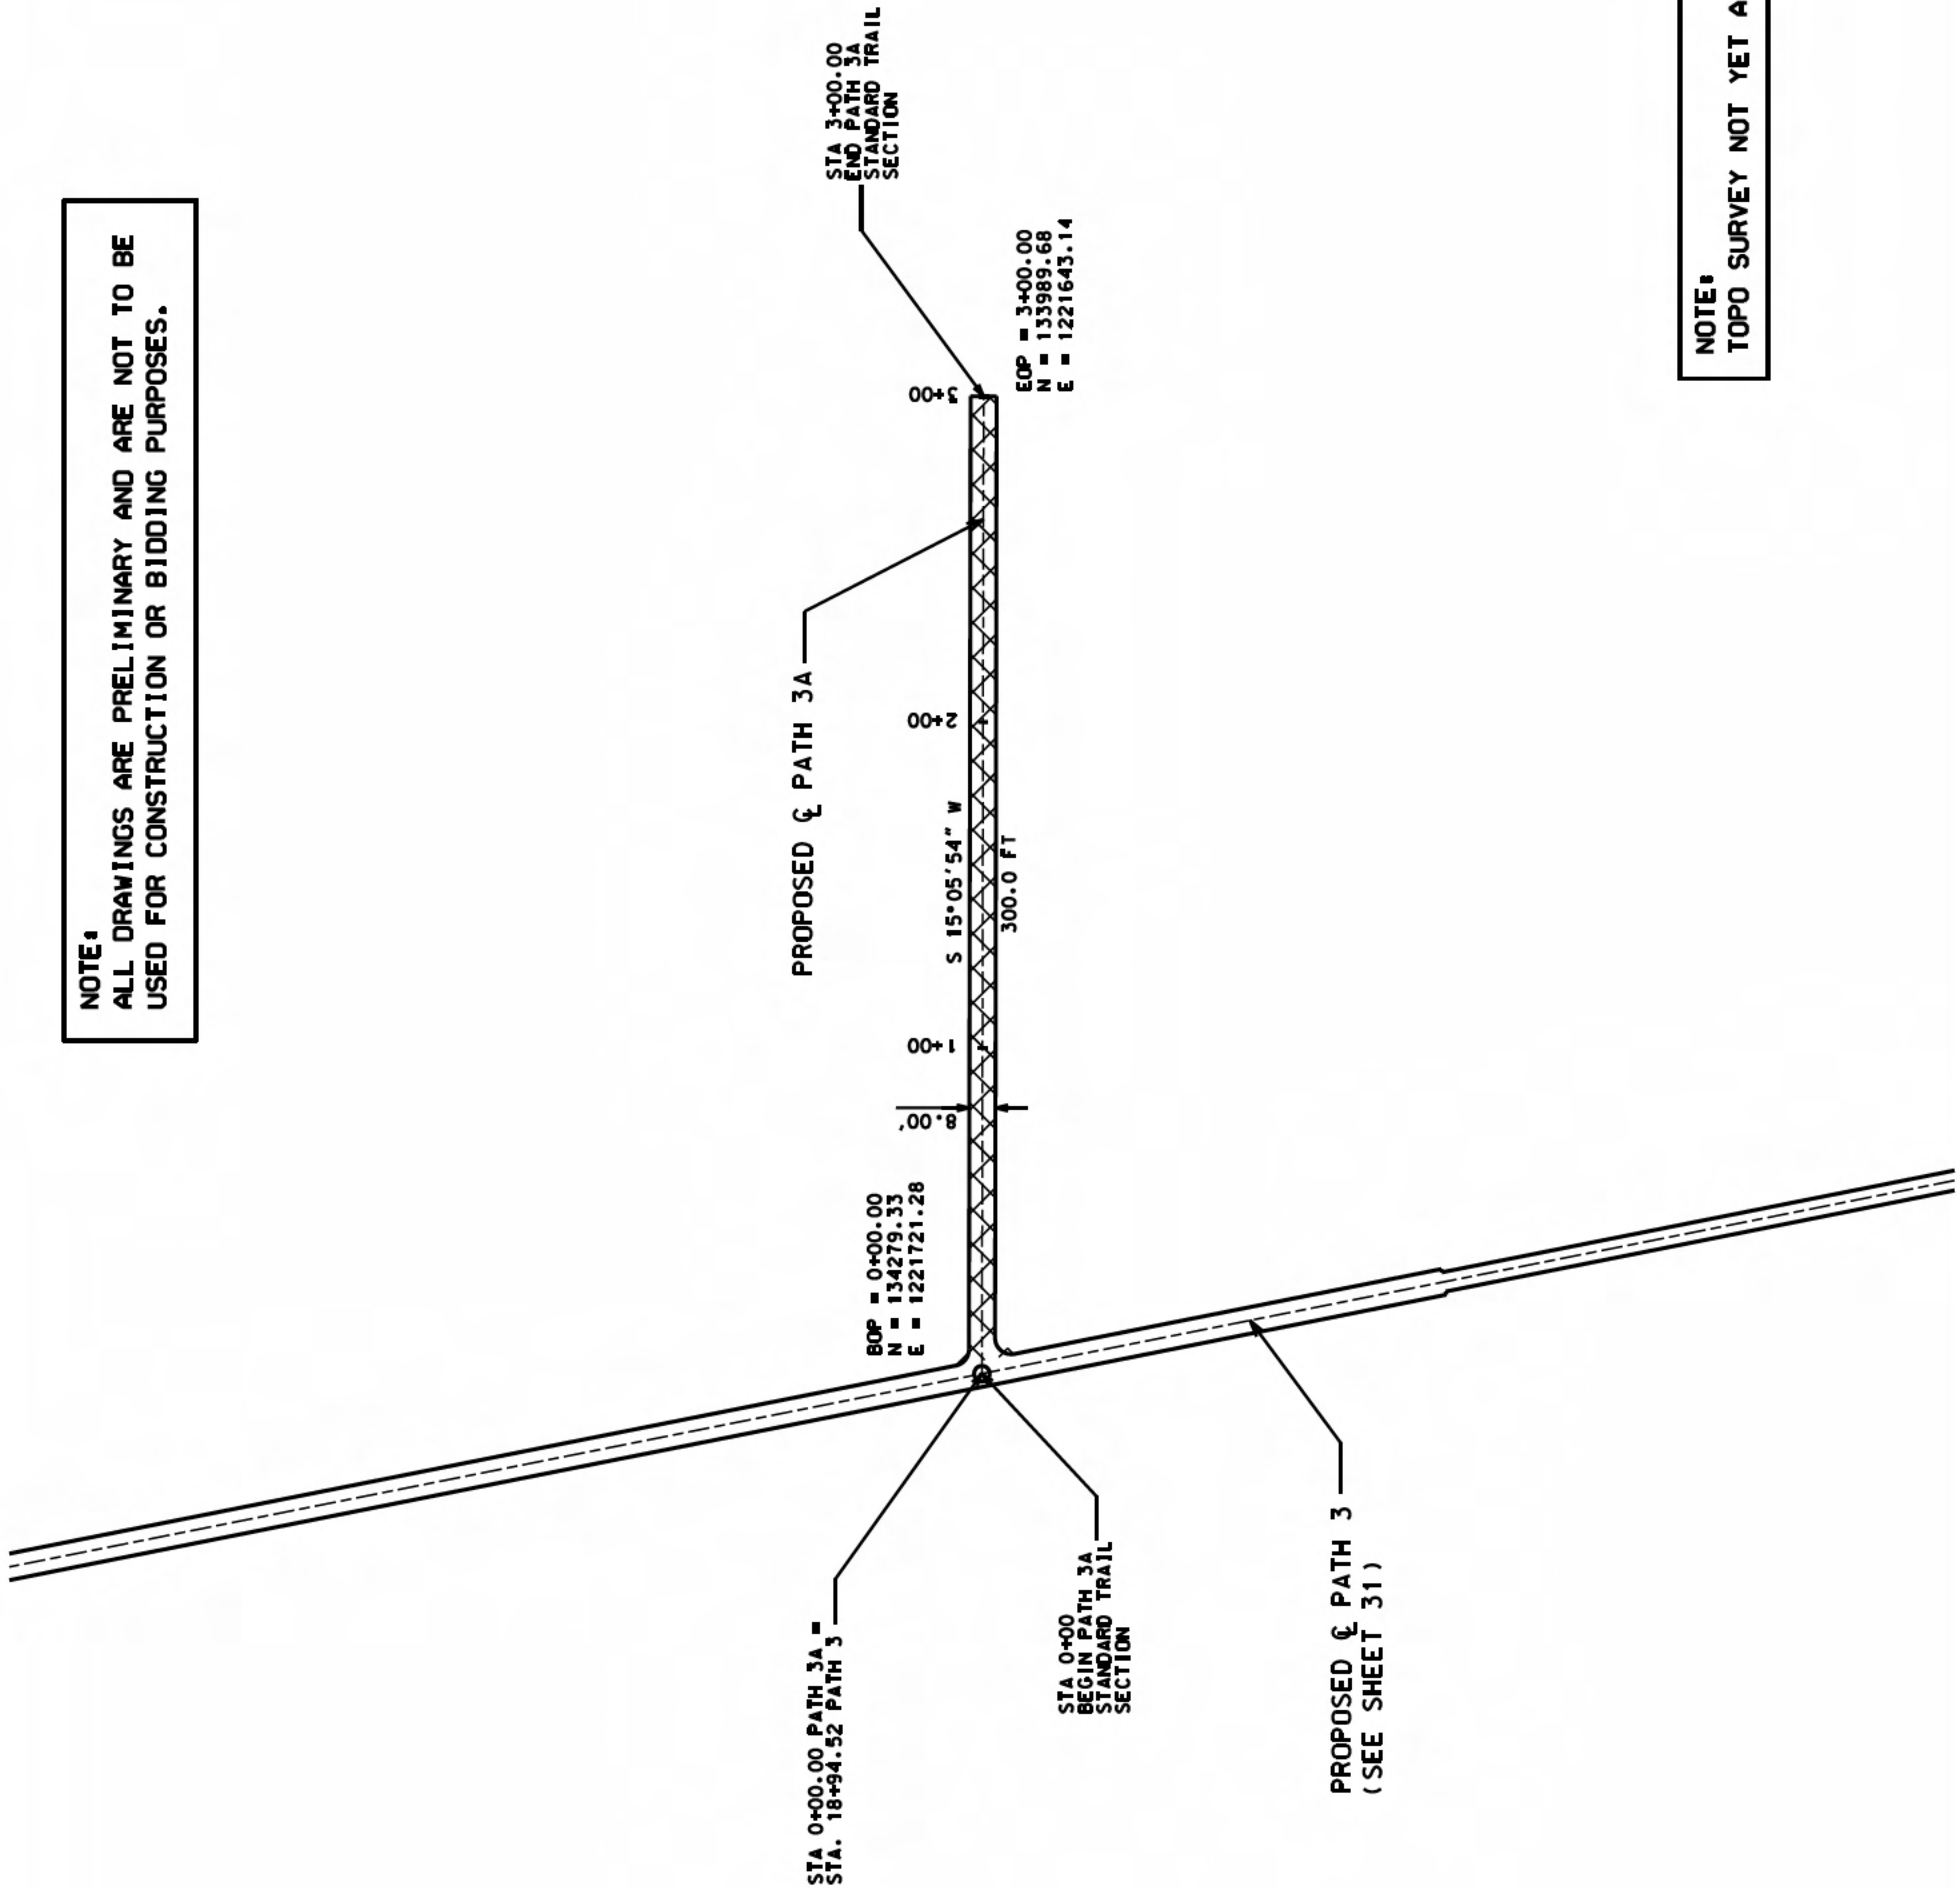 NOTE:
ALL DRAWINGS ARE PRELIMINARY AND ARE NOT TO BE
USED FOR CONSTRUCTION OR BIDDING PURPOSES.
STA 0+00.00 PATH 3A =
STA. 18+94.52 PATH 3
BOP = 0+00.00
N = 134279.33
E = 1221721.28
PROPOSED ℄ PATH 3A
STA 3+00.00
END PATH 3A
STANDARD TRAIL
SECTION
8.00'
1+00
2+00
3+00
S 15°05'54" W
300.0 FT
EOP = 3+00.00
N = 133989.68
E = 1221643.14
STA 0+00
BEGIN PATH 3A
STANDARD TRAIL
SECTION
PROPOSED ℄ PATH 3
(SEE SHEET 31)
NOTE:
TOPO SURVEY NOT YET A